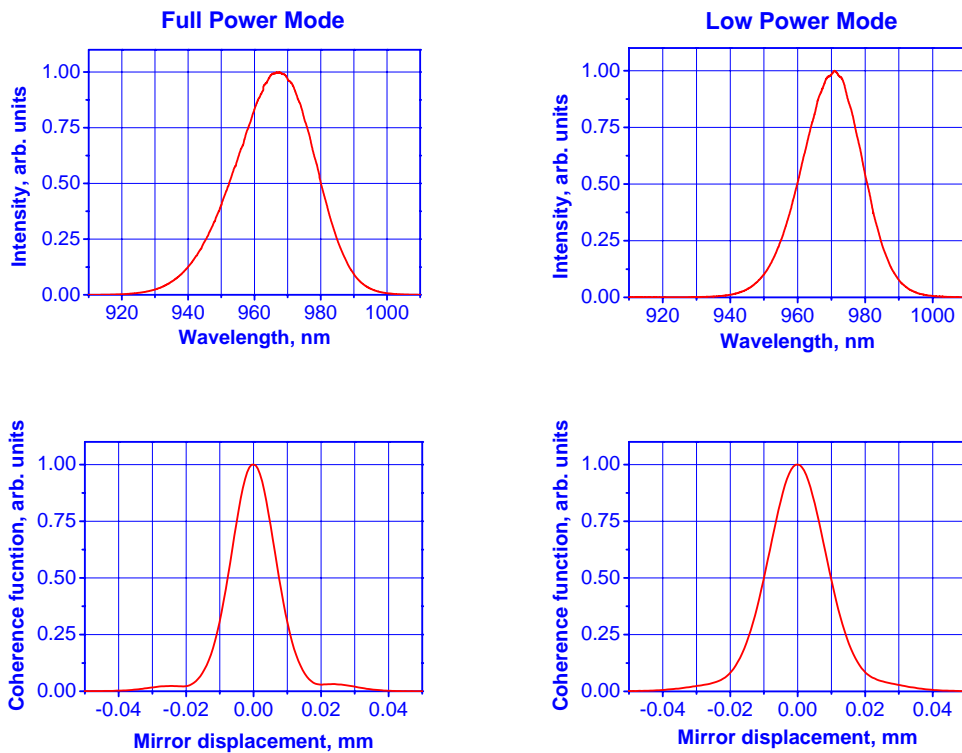 Full Power Mode
Intensity, arb. units
1.00
0.75
0.50
0.25
0.00
920 940 960 980 1000
Wavelength, nm
Low Power Mode
Intensity, arb. units
1.00
0.75
0.50
0.25
0.00
920 940 960 980 1000
Wavelength, nm
Coherence fucntion, arb. units
1.00
0.75
0.50
0.25
0.00
-0.04 -0.02 0.00 0.02 0.04
Mirror displacement, mm
Coherence function, arb. units
1.00
0.75
0.50
0.25
0.00
-0.04 -0.02 0.00 0.02 0.04
Mirror displacement, mm